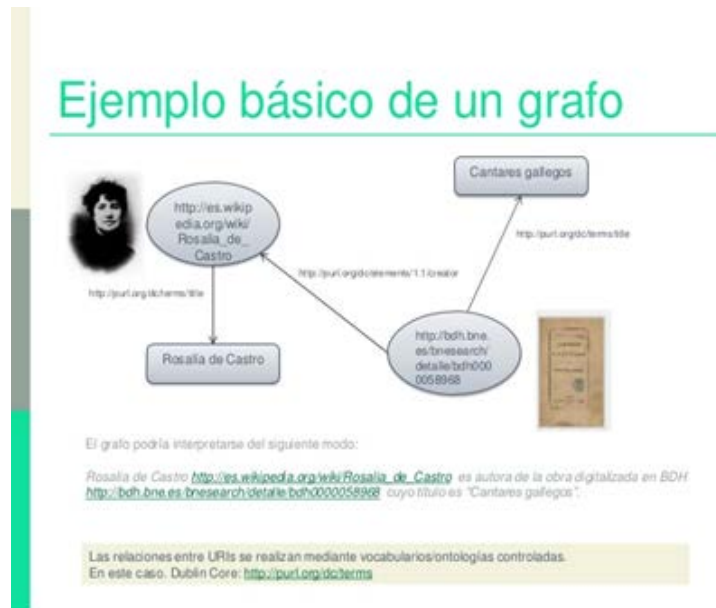 Ejemplo básico de un grafo
Cantares gallegos
http://es.wikip
edia.org/wiki/
Rosalia_de_
Castro
http://purl.org/dc/terms/title
http://purl.org/dc/elements/1.1/creator
http://purl.org/dc/terms/title
Rosalía de Castro
http://bdh.bne.
es/bnesearch/
detalle/bdh000
0058968
El grafo podría interpretarse del siguiente modo:
Rosalia de Castro http://es.wikipedia.org/wiki/Rosalia_de_Castro es autora de la obra digitalizada en BDH
http://bdh.bne.es/bnesearch/detalle/bdh0000058968 cuyo título es "Cantares gallegos".
Las relaciones entre URIs se realizan mediante vocabularios/ontologías controladas.
En este caso. Dublin Core: http://purl.org/dc/terms